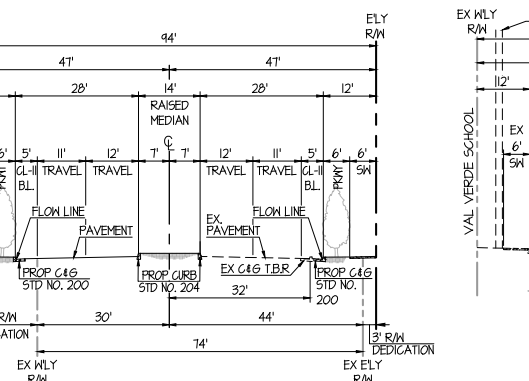 E'LY
R/W
94'
47' 47'
28' 14' 28' 12'
RAISED
MEDIAN
℄
6' 5' 11' 12' 7' 7' 12' 11' 5' 6' 6'
PKWY CL-II TRAVEL TRAVEL TRAVEL TRAVEL CL-II PKWY SW
B.L. B.L.
FLOW LINE EX. FLOW LINE
PAVEMENT PAVEMENT
PROP C&G PROP CURB EX C&G T.B.R PROP C&G
STD NO. 200 STD NO. 204 STD NO.
200
32'
R/W 30' 44' 3' R/W
DEDICATION
74'
EX W'LY EX E'LY
R/W R/W
EX W'LY
R/W
12'
EX
6'
SW
VAL VERDE SCHOOL